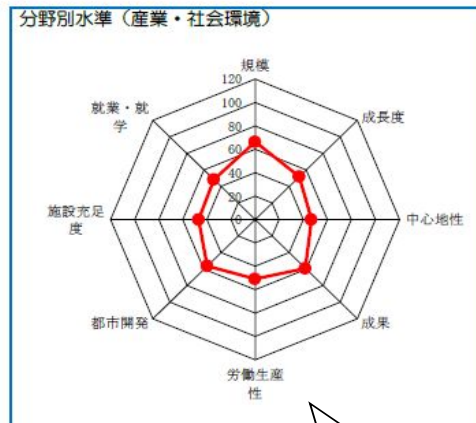 分野別水準（産業・社会環境）
規模
120
100
80
60
40
20
0
成長度
中心地性
成果
労働生産
性
都市開発
施設充足
度
就業・就
学